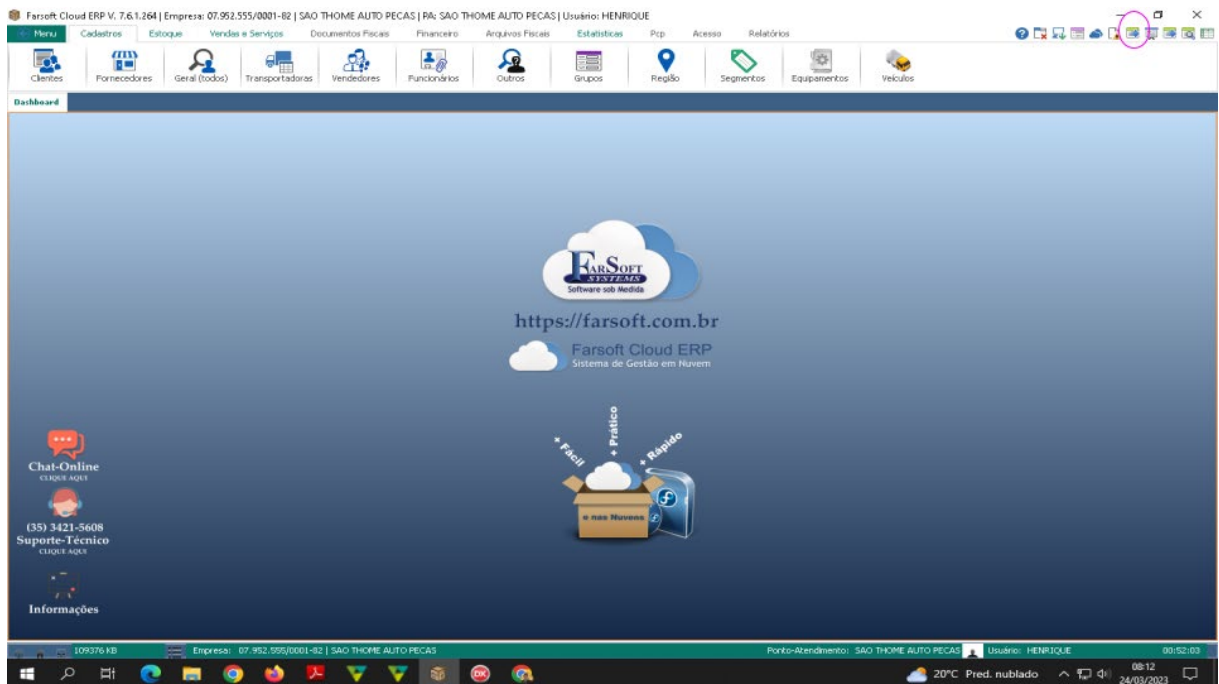 Farsoft Cloud ERP V. 7.6.1.264 | Empresa: 07.952.555/0001-82 | SAO THOME AUTO PECAS | PA: SAO THOME AUTO PECAS | Usuário: HENRIQUE
Menu Cadastros Estoque Vendas e Serviços Documentos Fiscais Financeiro Arquivos Fiscais Estatísticas Pcp Acesso Relatórios
Clientes Fornecedores Geral (todos) Transportadoras Vendedores Funcionários Outros Grupos Região Segmentos Equipamentos Veículos
Dashboard
FARSOFT
SYSTEMS
Software sob Medida
https://farsoft.com.br
Farsoft Cloud ERP
Sistema de Gestão em Nuvem
+ Fácil + Prático + Rápido
e nas Nuvens
Chat-Online
CLIQUE AQUI
(35) 3421-5608
Suporte-Técnico
CLIQUE AQUI
Informações
109376 KB Empresa: 07.952.555/0001-82 | SAO THOME AUTO PECAS Ponto-Atendimento: SAO THOME AUTO PECAS Usuário: HENRIQUE 00:52:03
20°C Pred. nublado 08:12
24/03/2023